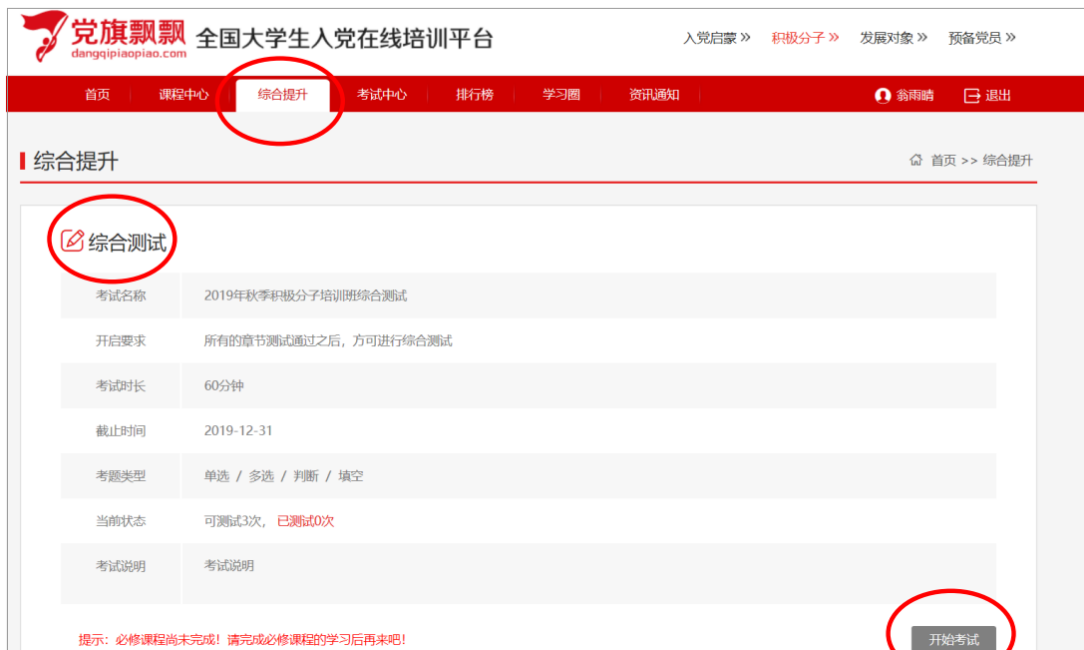 党旗飘飘 全国大学生入党在线培训平台
dangqipiaopiao.com
入党启蒙 >> 积极分子 >> 发展对象 >> 预备党员 >>
首页 课程中心 综合提升 考试中心 排行榜 学习圈 资讯通知 翁雨晴 退出
综合提升 首页 >> 综合提升
综合测试
考试名称 2019年秋季积极分子培训班综合测试
开启要求 所有的章节测试通过之后，方可进行综合测试
考试时长 60分钟
截止时间 2019-12-31
考题类型 单选 / 多选 / 判断 / 填空
当前状态 可测试3次，已测试0次
考试说明 考试说明
提示：必修课程尚未完成！请完成必修课程的学习后再来吧！ 开始考试